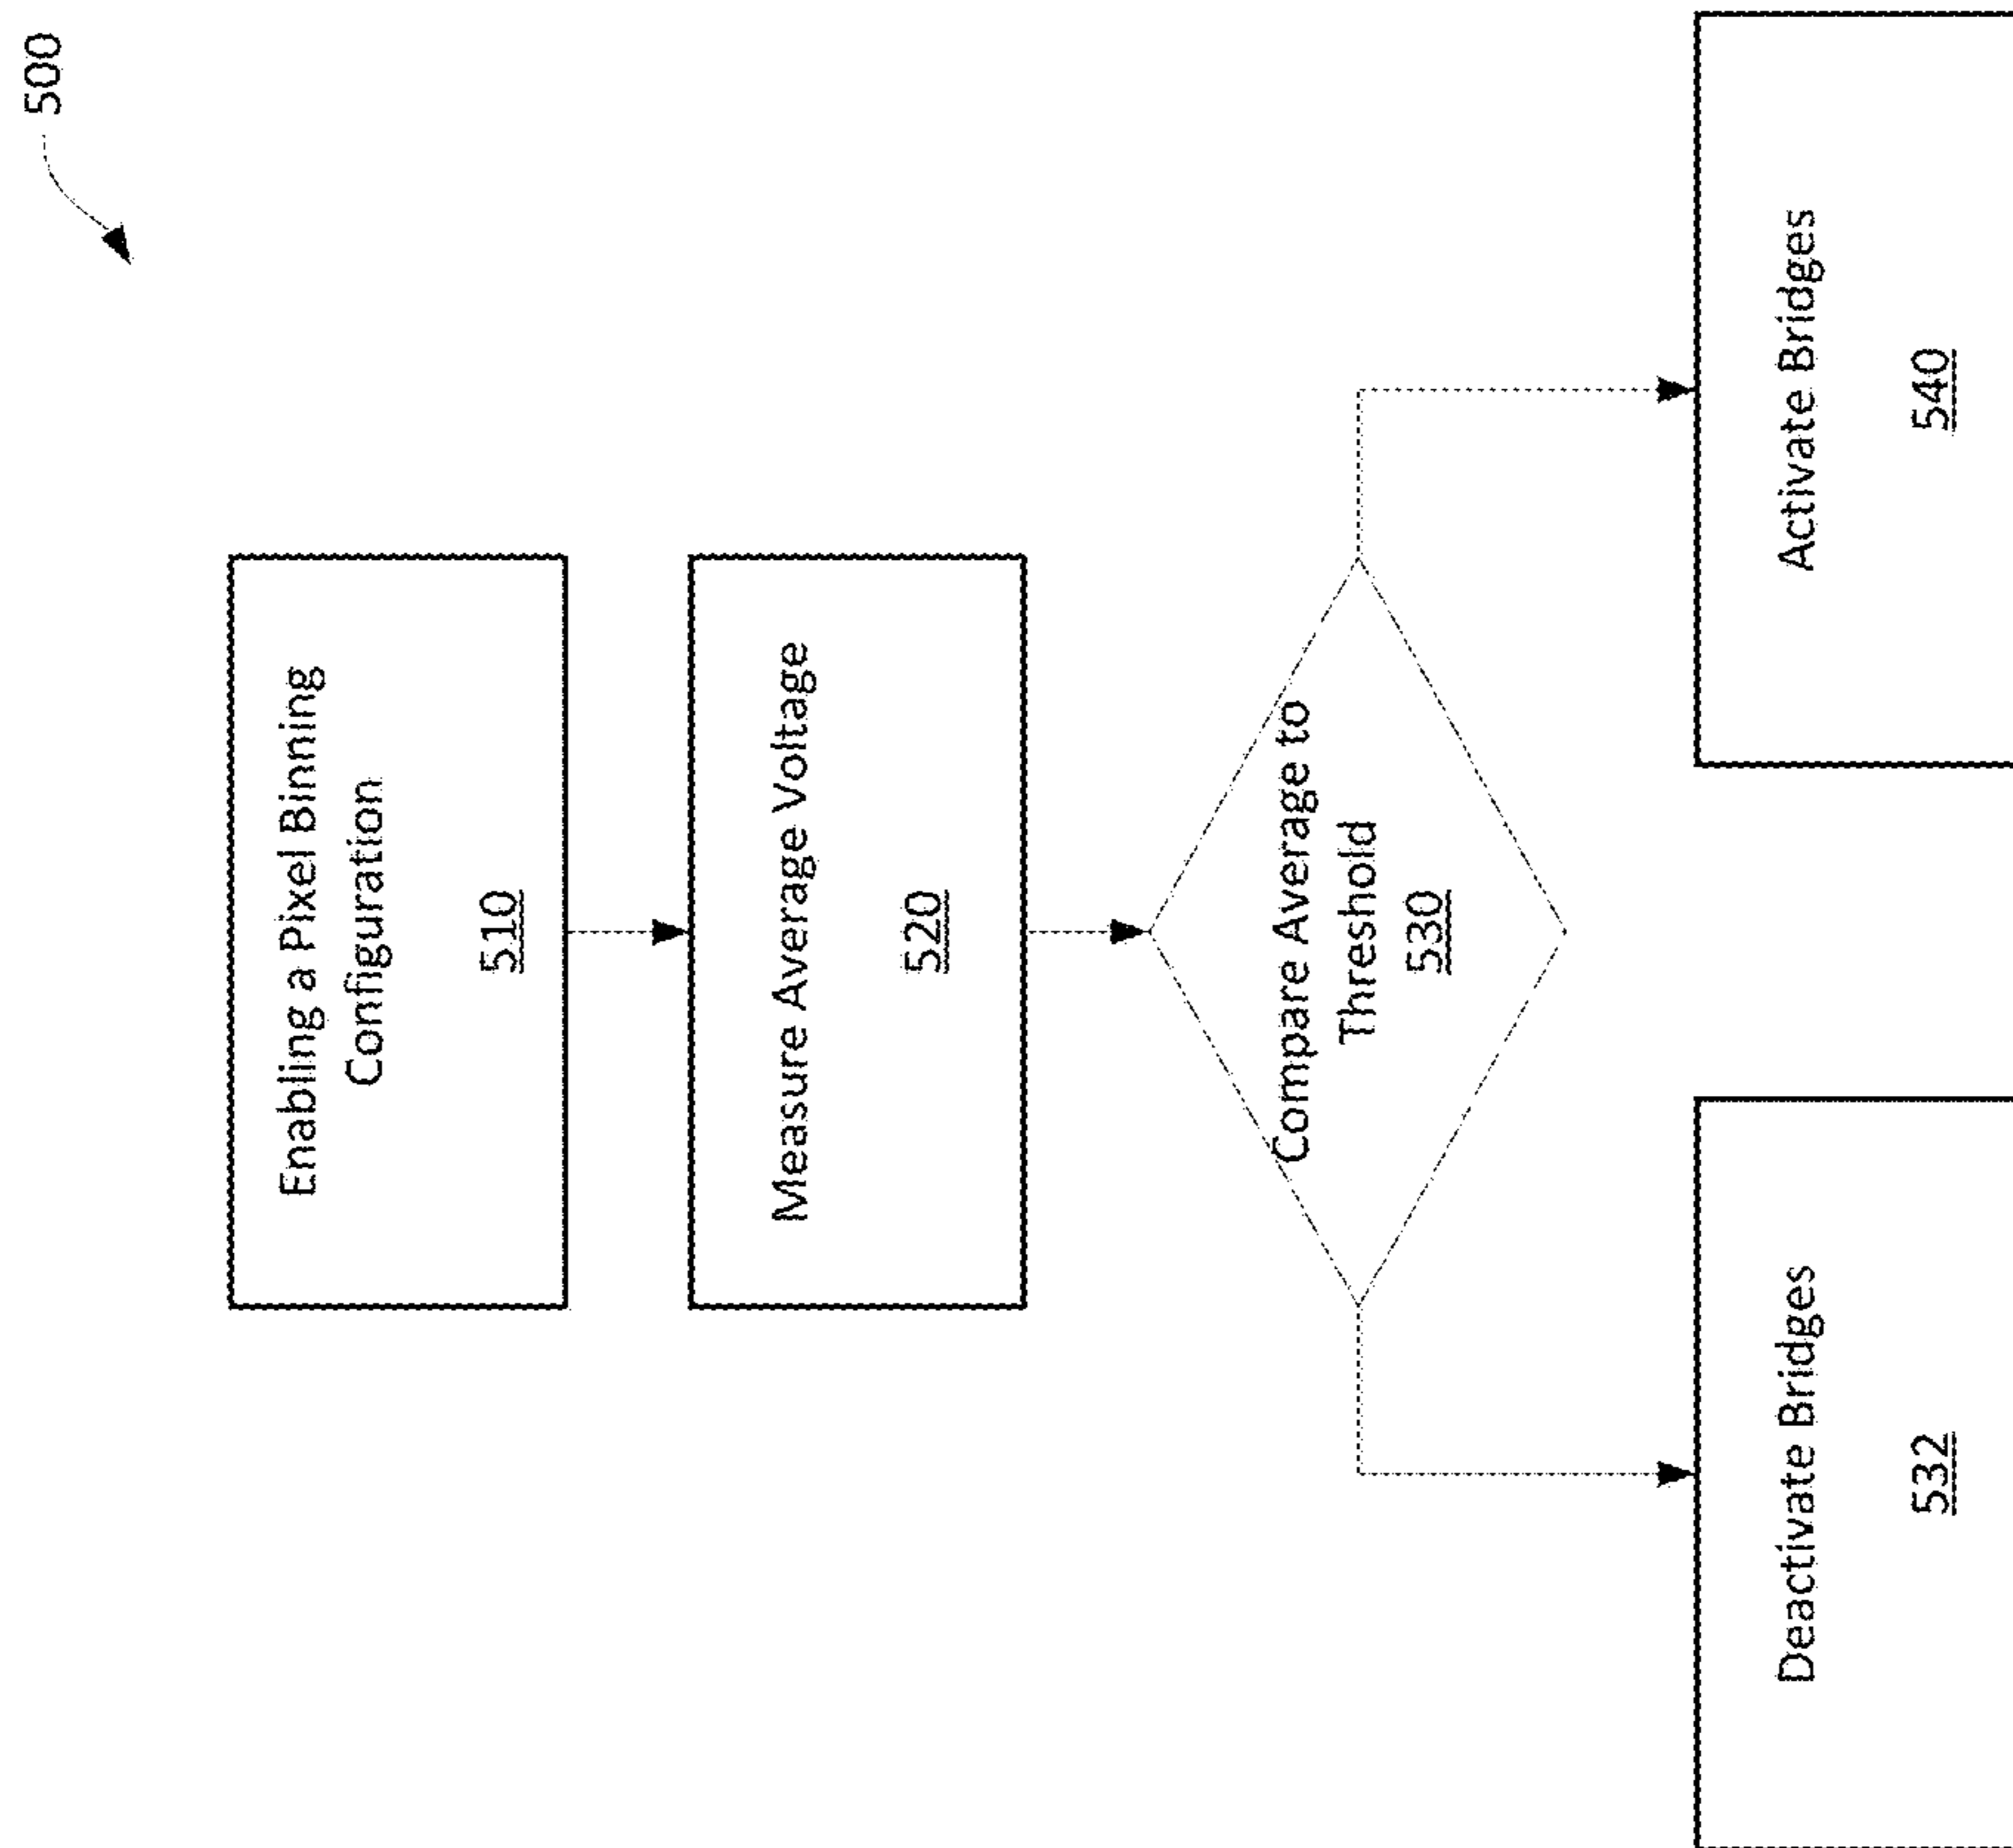 500
Enabling a Pixel Binning
Configuration
510
Measure Average Voltage
520
Compare Average to
Threshold
530
Deactivate Bridges
532
Activate Bridges
540